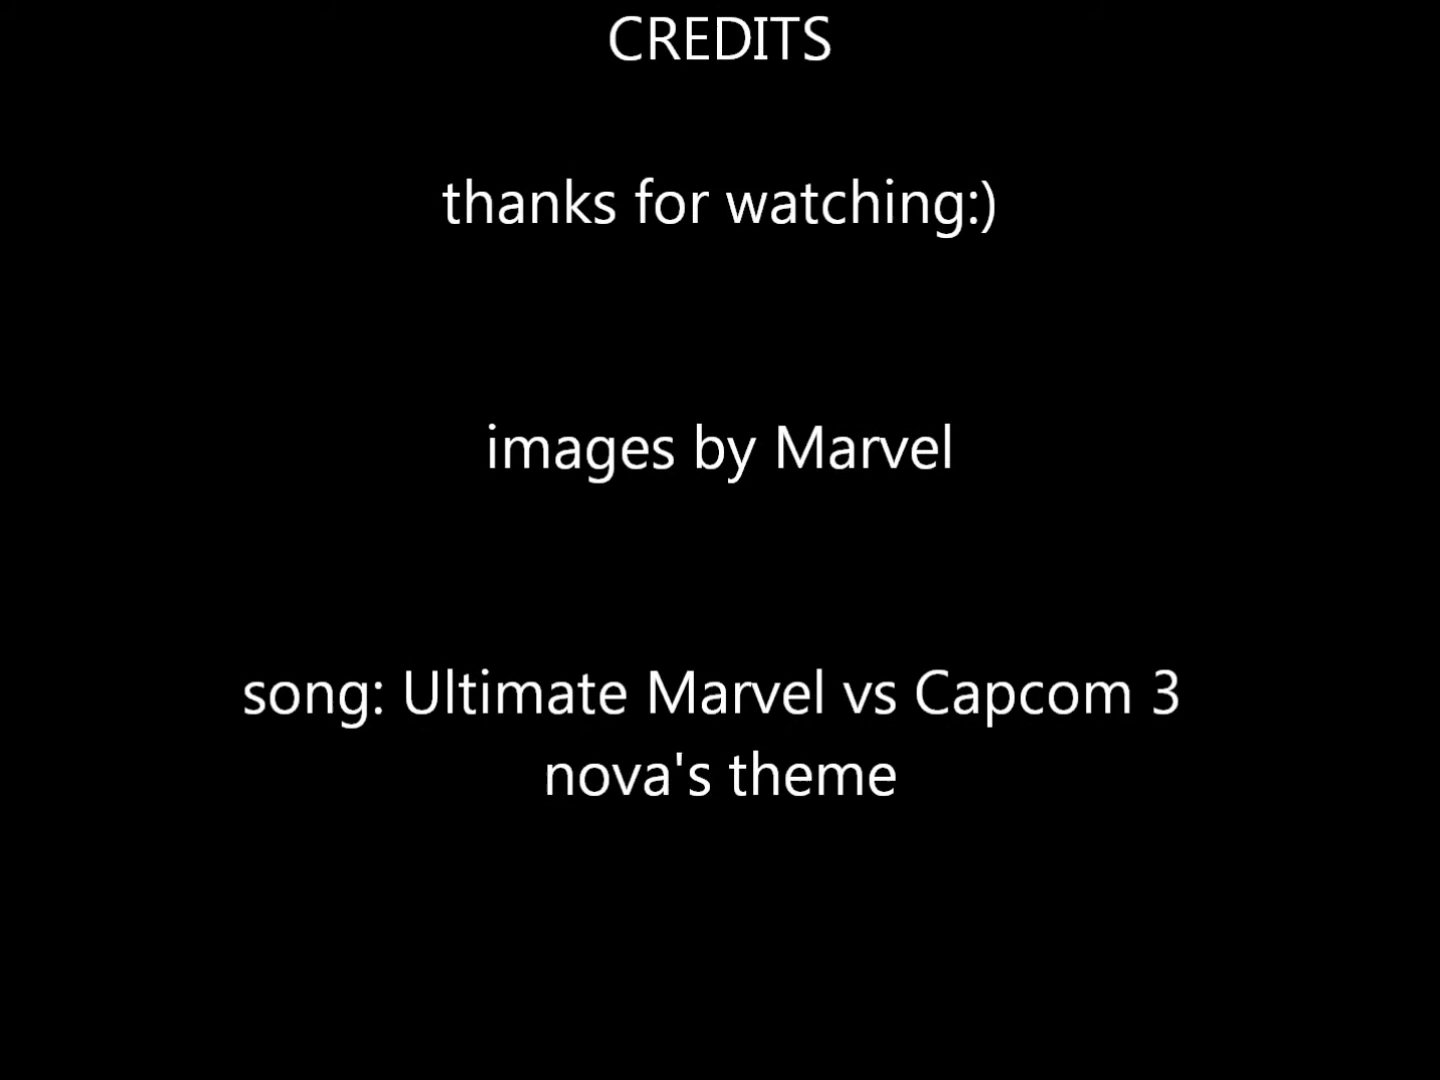 CREDITS
thanks for watching:)
images by Marvel
song: Ultimate Marvel vs Capcom 3
nova's theme